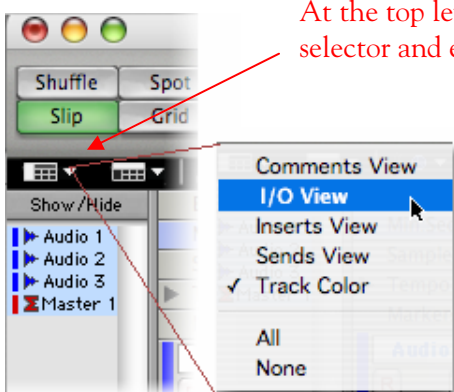 At the top le
selector and e
Shuffle Spot
Slip Grid
Show/Hide
Audio 1
Audio 2
Audio 3
Master 1
Comments View
I/O View
Inserts View
Sends View
✓ Track Color
All
None